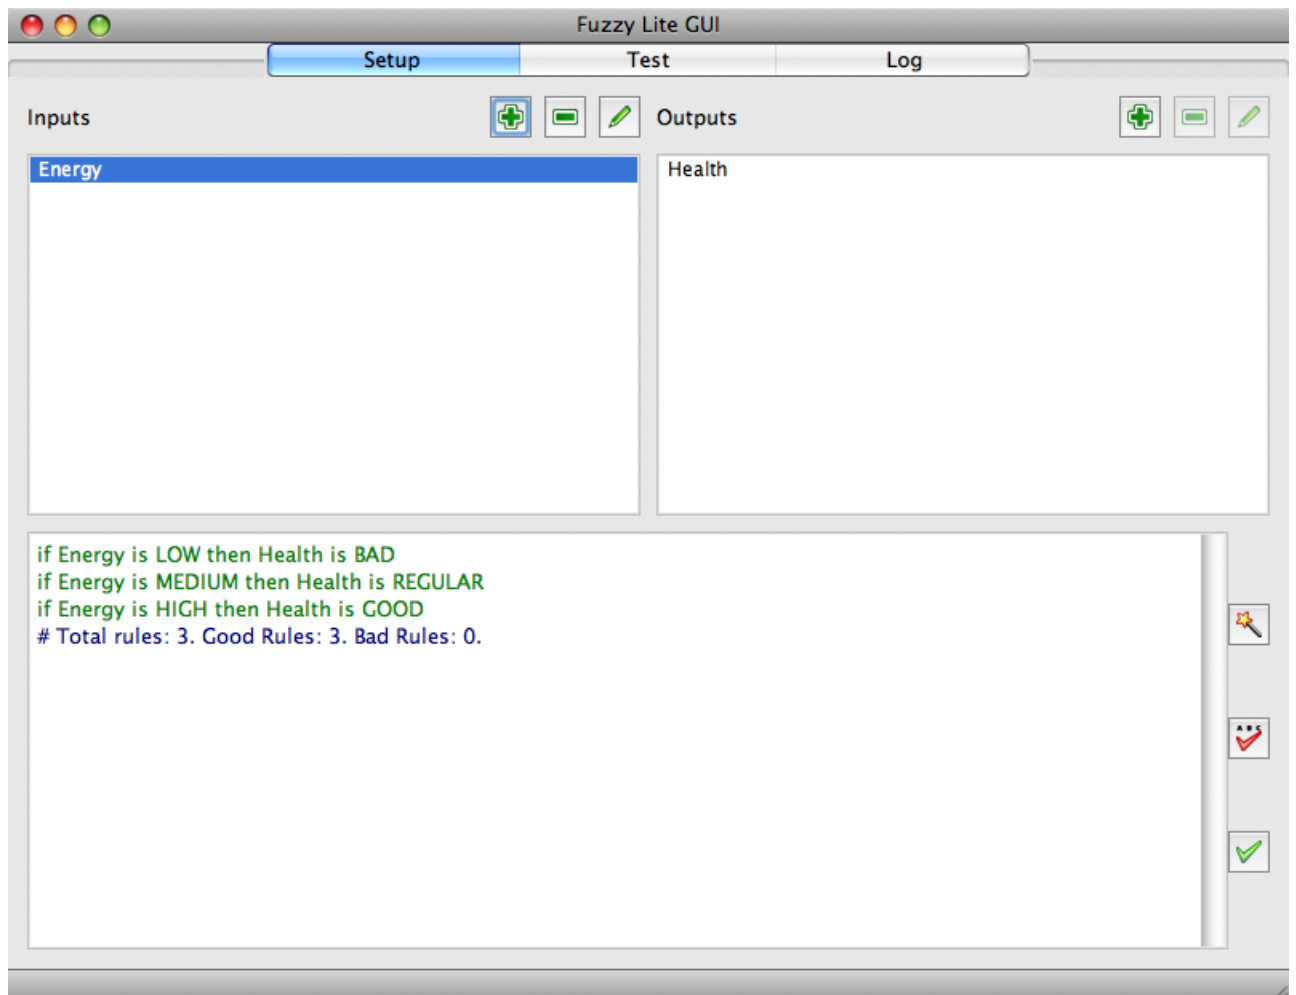 Fuzzy Lite GUI
Setup Test Log
Inputs
Outputs
Energy
Health
if Energy is LOW then Health is BAD
if Energy is MEDIUM then Health is REGULAR
if Energy is HIGH then Health is GOOD
# Total rules: 3. Good Rules: 3. Bad Rules: 0.
ABC